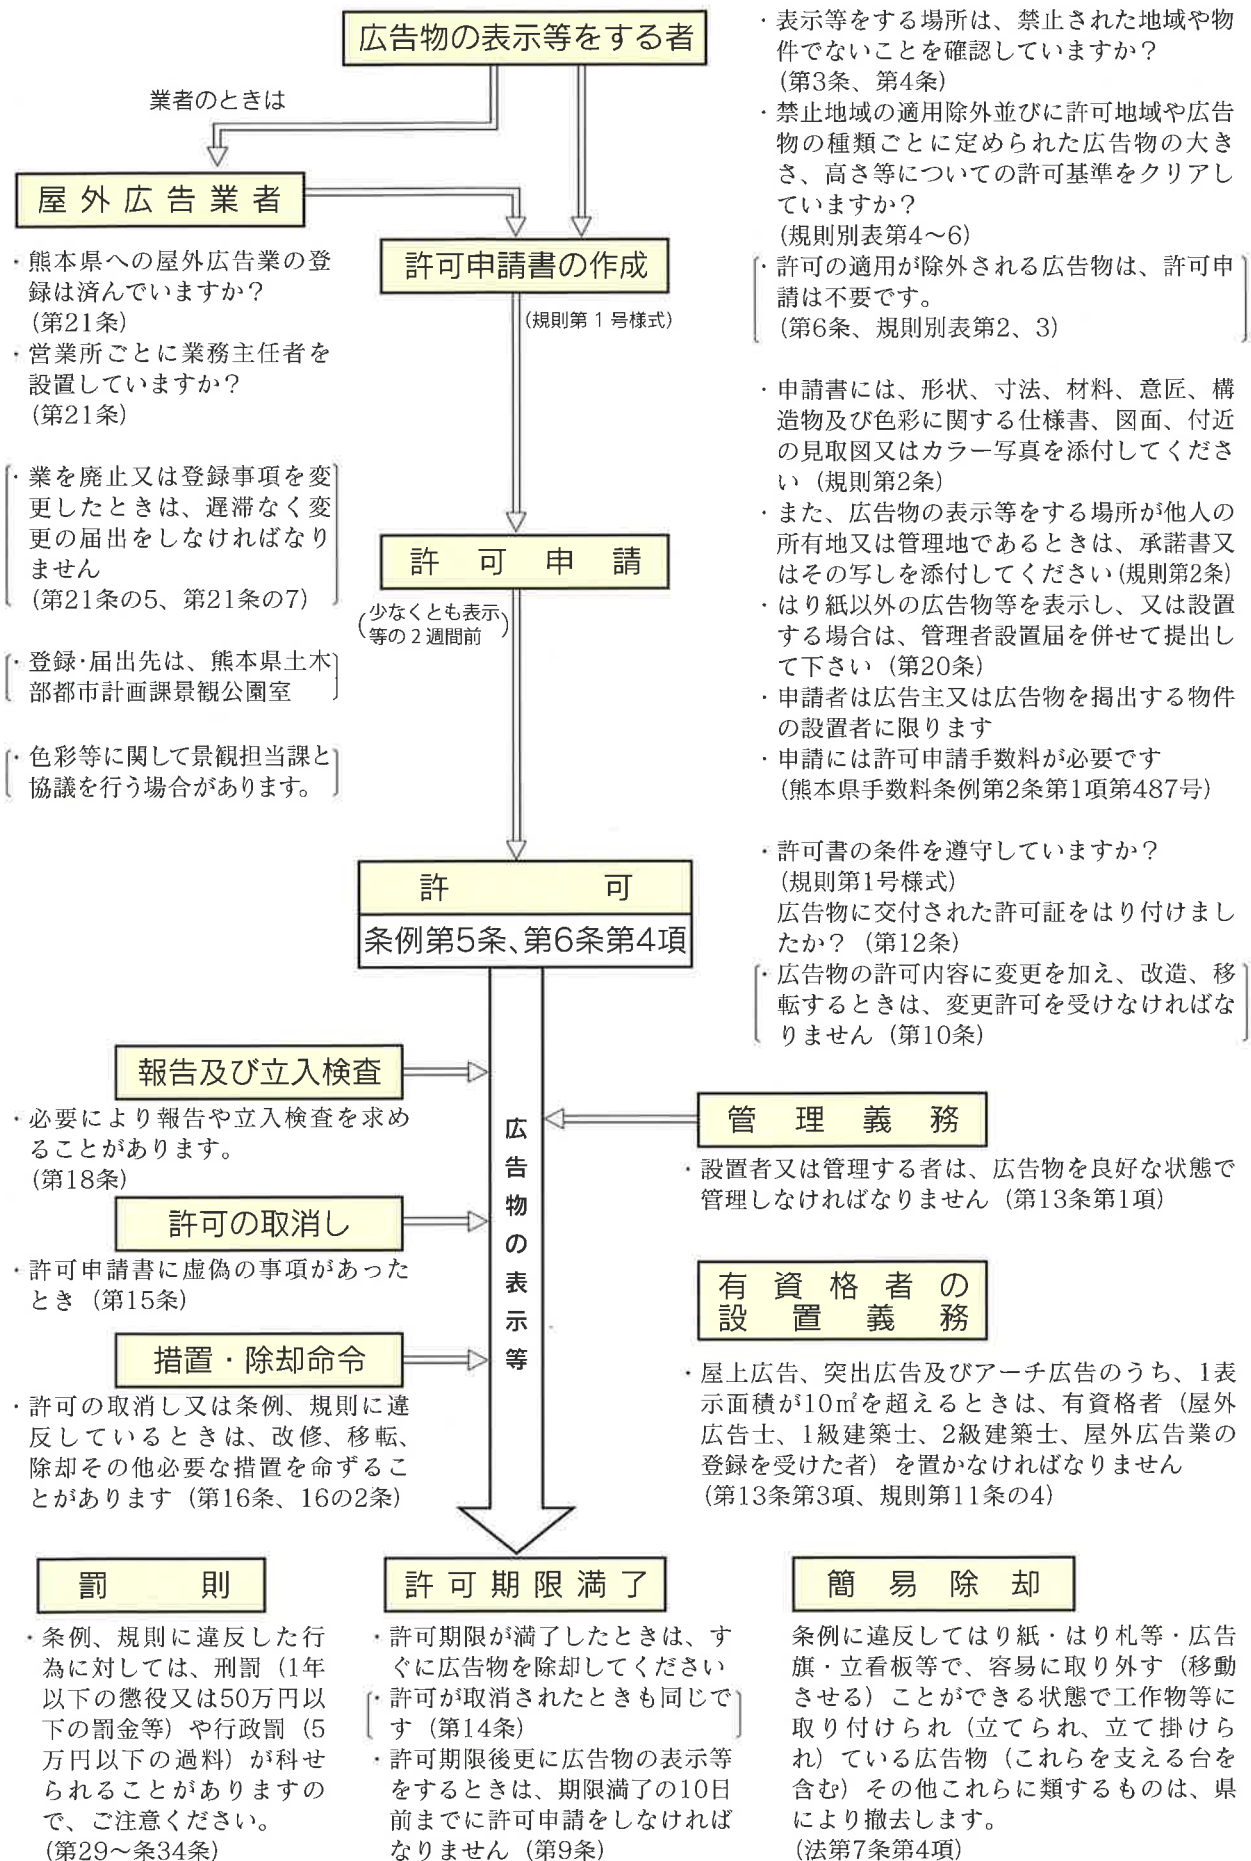 広告物の表示等をする者
業者のときは
屋外広告業者
・熊本県への屋外広告業の登
録は済んでいますか？
(第21条)
・営業所ごとに業務主任者を
設置していますか？
(第21条)
・業を廃止又は登録事項を変
更したときは、遅滞なく変
更の届出をしなければなり
ません
(第21条の5、第21条の7)
・登録・届出先は、熊本県土木
部都市計画課景観公園室
・色彩等に関して景観担当課と
協議を行う場合があります。
許可申請書の作成
(規則第1号様式)
許可申請
(少なくとも表示
等の2週間前)
許可
条例第5条、第6条第4項
・表示等をする場所は、禁止された地域や物
件でないことを確認していますか？
(第3条、第4条)
・禁止地域の適用除外並びに許可地域や広告
物の種類ごとに定められた広告物の大き
さ、高さ等についての許可基準をクリアし
ていますか？
(規則別表第4～6)
・許可の適用が除外される広告物は、許可申
請は不要です。
(第6条、規則別表第2、3)
・申請書には、形状、寸法、材料、意匠、構
造物及び色彩に関する仕様書、図面、付近
の見取図又はカラー写真を添付してくださ
い（規則第2条）
・また、広告物の表示等をする場所が他人の
所有地又は管理地であるときは、承諾書又
はその写しを添付してください(規則第2条)
・はり紙以外の広告物等を表示し、又は設置
する場合は、管理者設置届を併せて提出し
て下さい（第20条）
・申請者は広告主又は広告物を掲出する物件
の設置者に限ります
・申請には許可申請手数料が必要です
(熊本県手数料条例第2条第1項第487号)
・許可書の条件を遵守していますか？
(規則第1号様式)
広告物に交付された許可証をはり付けまし
たか？（第12条）
・広告物の許可内容に変更を加え、改造、移
転するときは、変更許可を受けなければな
りません（第10条）
広告物の表示等
報告及び立入検査
・必要により報告や立入検査を求め
ることがあります。
(第18条)
許可の取消し
・許可申請書に虚偽の事項があった
とき（第15条）
措置・除却命令
・許可の取消し又は条例、規則に違
反しているときは、改修、移転、
除却その他必要な措置を命ずるこ
とがあります（第16条、16の2条）
管理義務
・設置者又は管理する者は、広告物を良好な状態で
管理しなければなりません（第13条第1項）
有資格者の
設置義務
・屋上広告、突出広告及びアーチ広告のうち、1表
示面積が10㎡を超えるときは、有資格者（屋外
広告士、1級建築士、2級建築士、屋外広告業の
登録を受けた者）を置かなければなりません
(第13条第3項、規則第11条の4)
罰則
・条例、規則に違反した行
為に対しては、刑罰（1年
以下の懲役又は50万円以
下の罰金等）や行政罰（5
万円以下の過料）が科せ
られることがありますの
で、ご注意ください。
(第29～条34条)
許可期限満了
・許可期限が満了したときは、す
ぐに広告物を除却してください
・許可が取消されたときも同じで
す（第14条）
・許可期限後更に広告物の表示等
をするときは、期限満了の10日
前までに許可申請をしなければ
なりません（第9条）
簡易除却
条例に違反してはり紙・はり札等・広告
旗・立看板等で、容易に取り外す（移動
させる）ことができる状態で工作物等に
取り付けられ（立てられ、立て掛けら
れ）ている広告物（これらを支える台を
含む）その他これらに類するものは、県
により撤去します。
(法第7条第4項)